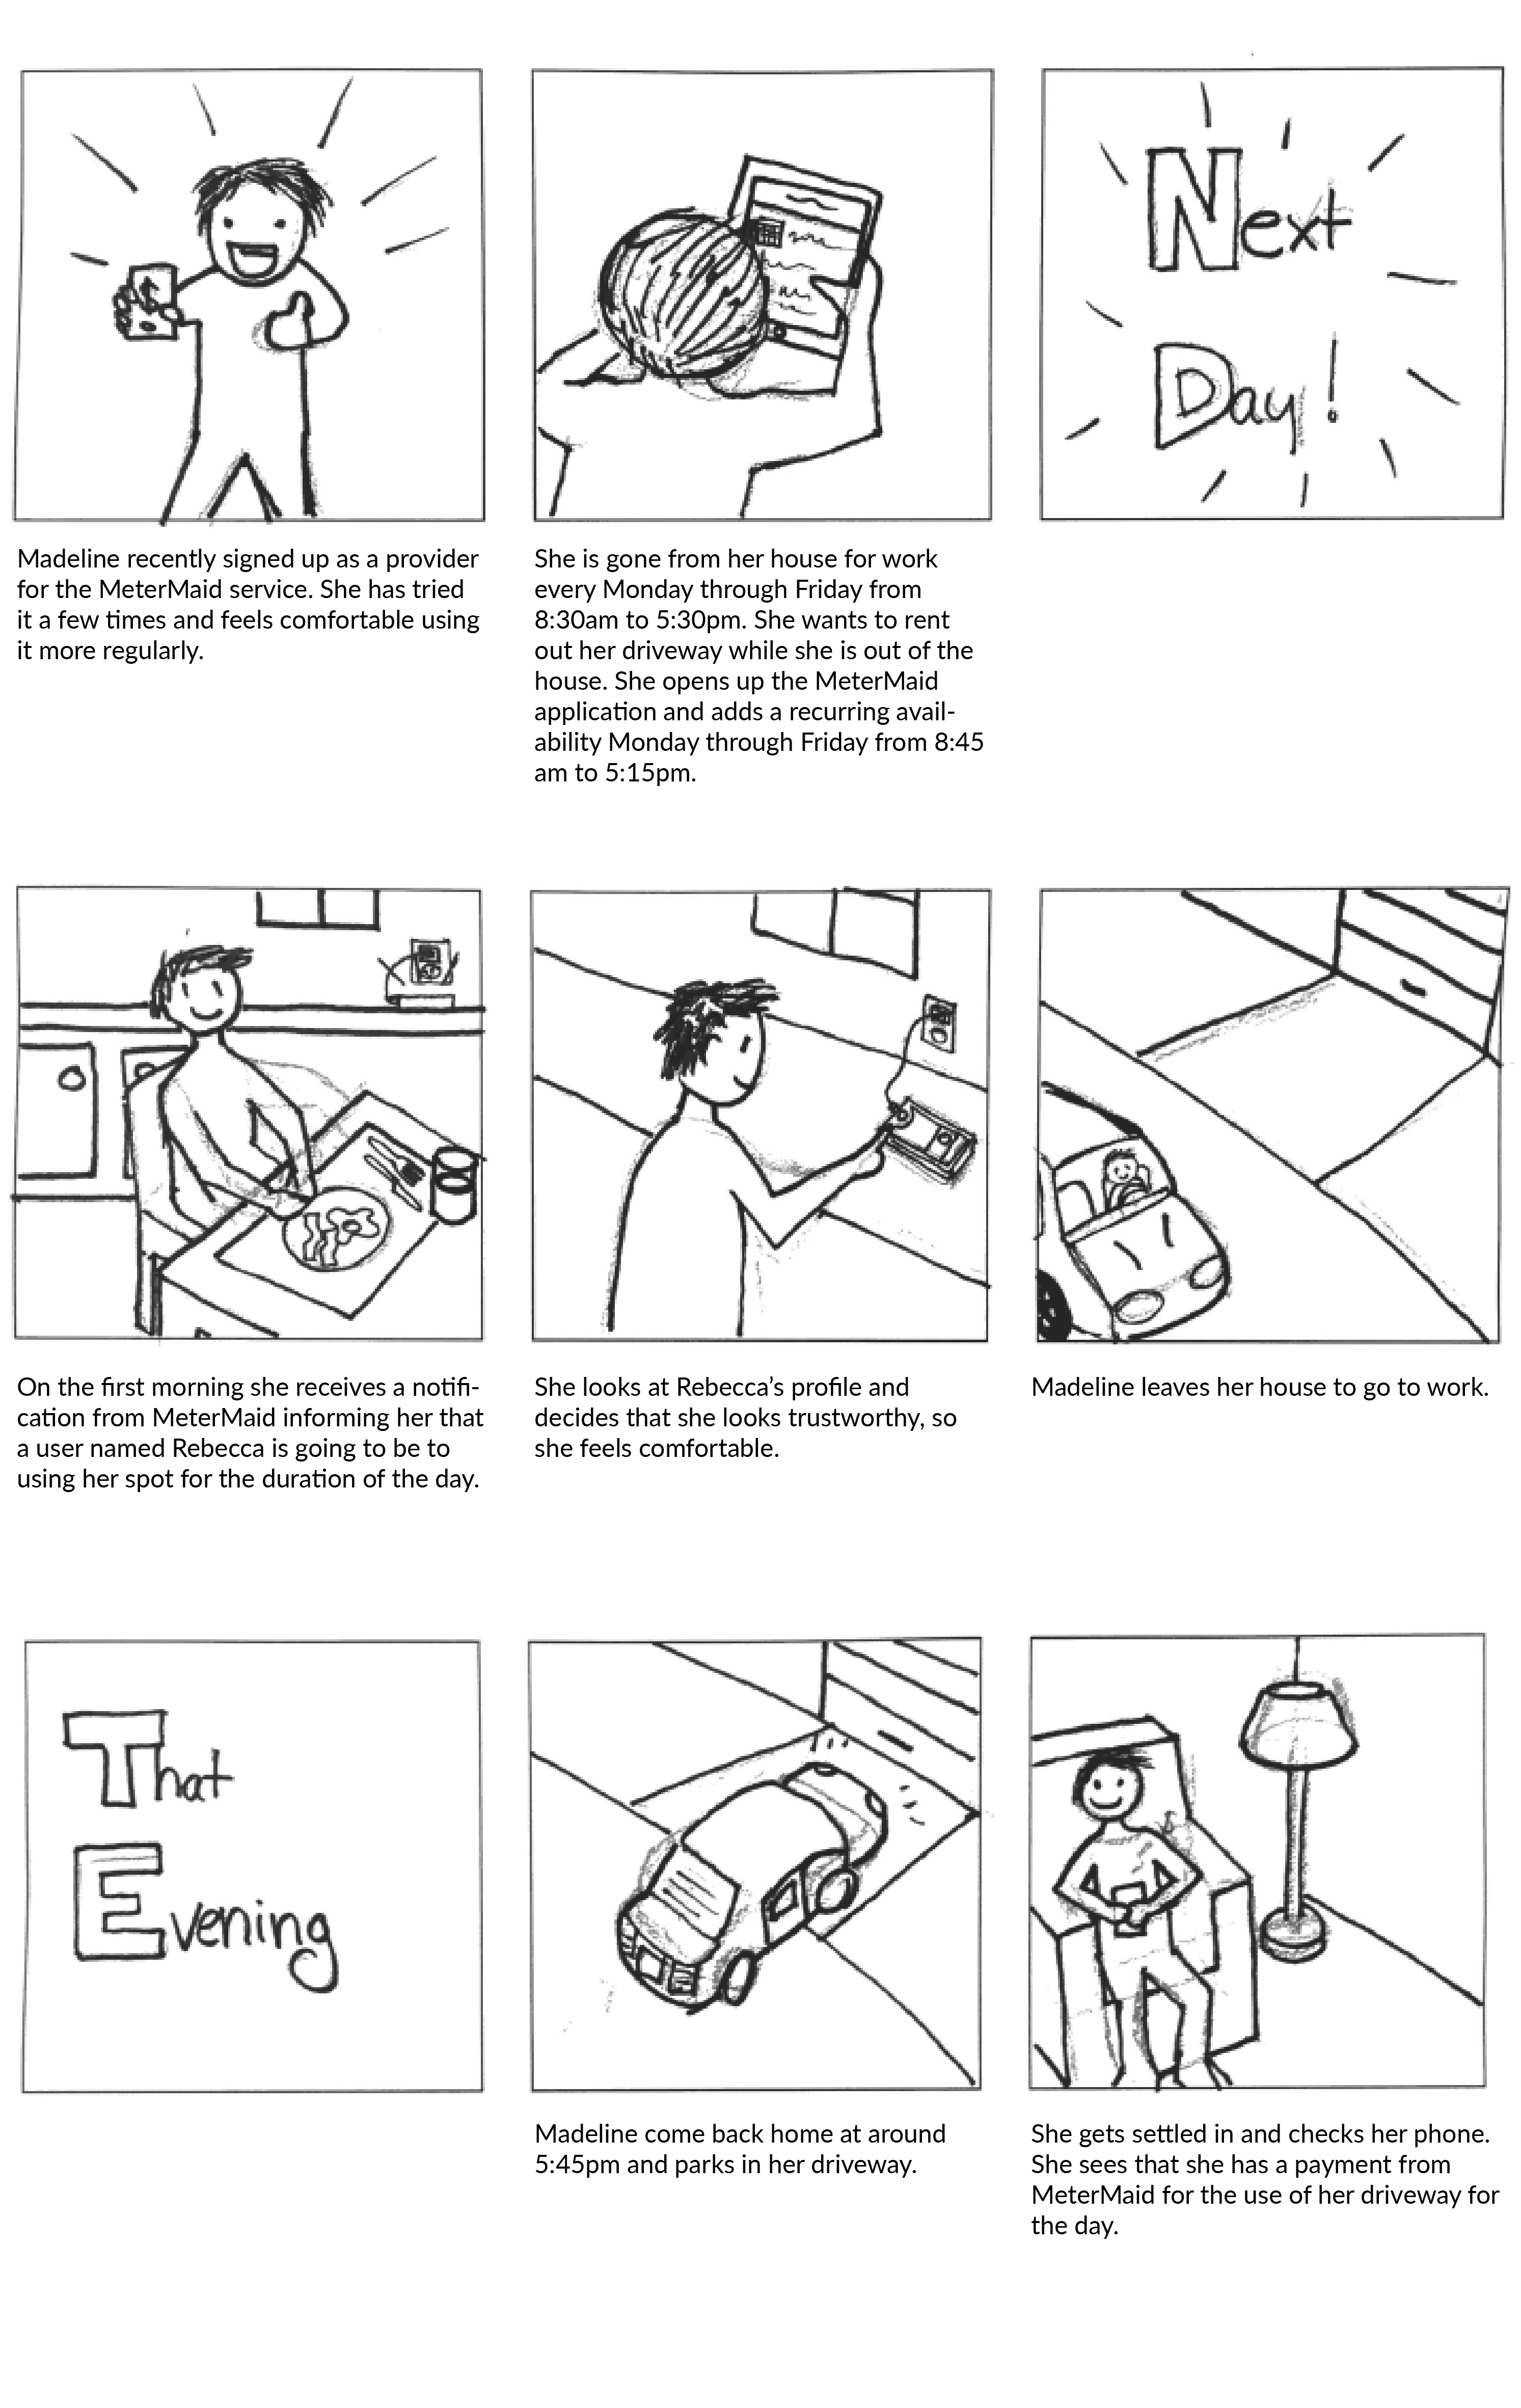 Next
Day!
Madeline recently signed up as a provider
for the MeterMaid service. She has tried
it a few times and feels comfortable using
it more regularly.
She is gone from her house for work
every Monday through Friday from
8:30am to 5:30pm. She wants to rent
out her driveway while she is out of the
house. She opens up the MeterMaid
application and adds a recurring avail-
ability Monday through Friday from 8:45
am to 5:15pm.
On the first morning she receives a notifi-
cation from MeterMaid informing her that
a user named Rebecca is going to be to
using her spot for the duration of the day.
She looks at Rebecca’s profile and
decides that she looks trustworthy, so
she feels comfortable.
Madeline leaves her house to go to work.
That
Evening
Madeline come back home at around
5:45pm and parks in her driveway.
She gets settled in and checks her phone.
She sees that she has a payment from
MeterMaid for the use of her driveway for
the day.